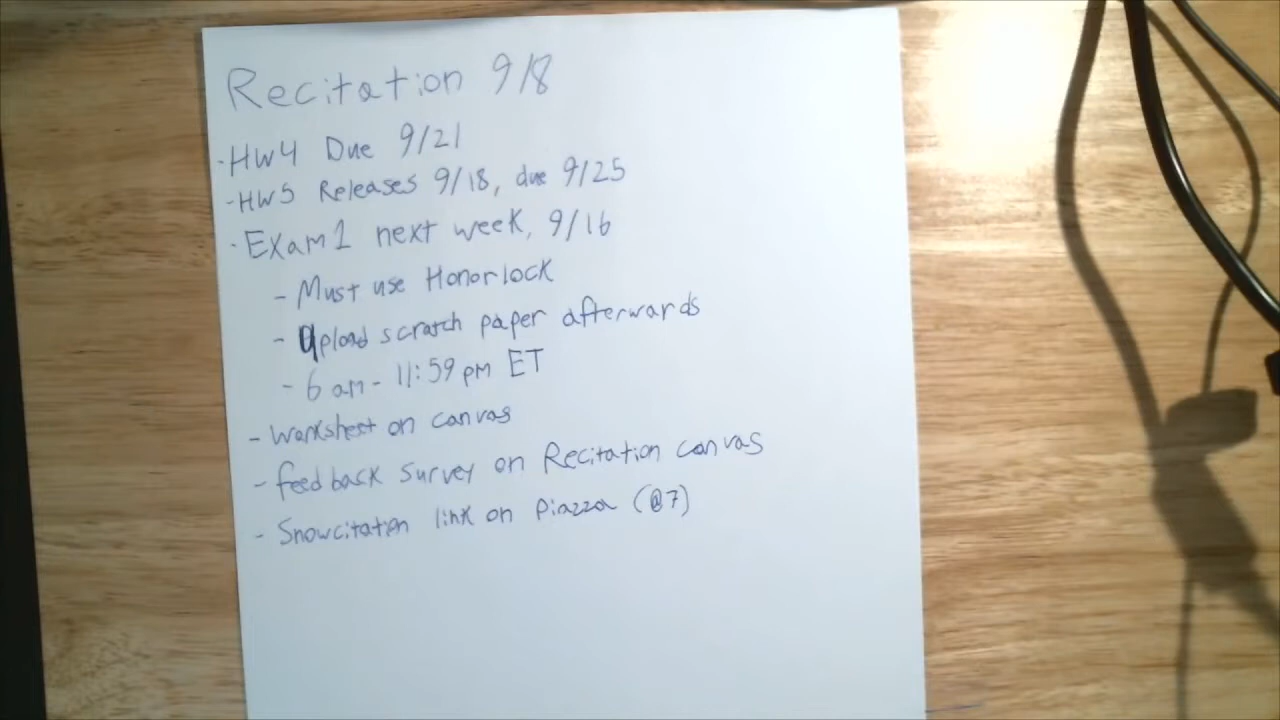 Recitation 9/8
· HW4 Due 9/21
- HW5 Releases 9/18, due 9/25
· Exam 1 next week, 9/16
- Must use Honorlock
- Upload scratch paper afterwards
- 6 am - 11:59 pm ET
- Worksheet on canvas
- feedback survey on Recitation canvas
- Snowcitation link on Piazza (@7)